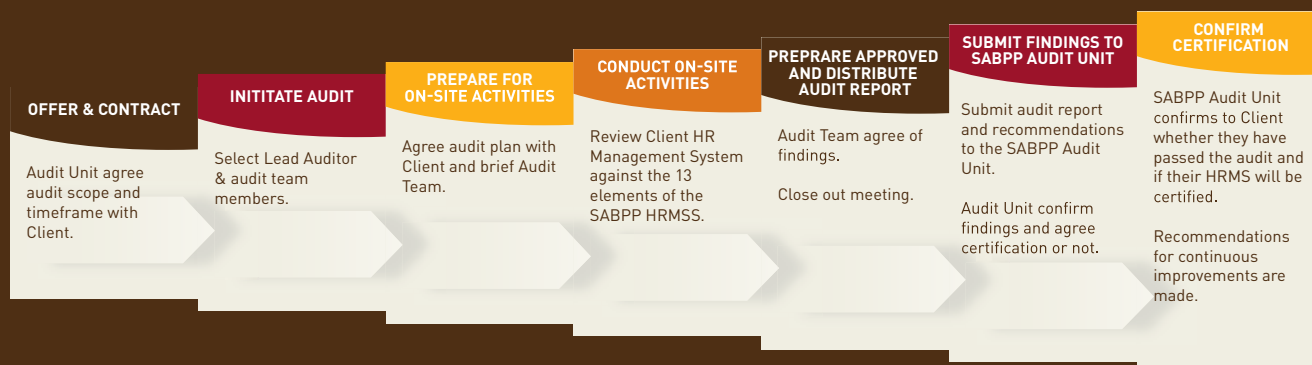 OFFER & CONTRACT
Audit Unit agree
audit scope and
timeframe with
Client.
INITITATE AUDIT
Select Lead Auditor
& audit team
members.
PREPARE FOR
ON-SITE ACTIVITIES
Agree audit plan with
Client and brief Audit
Team.
CONDUCT ON-SITE
ACTIVITIES
Review Client HR
Management System
against the 13
elements of the
SABPP HRMSS.
PREPRARE APPROVED
AND DISTRIBUTE
AUDIT REPORT
Audit Team agree of
findings.
Close out meeting.
SUBMIT FINDINGS TO
SABPP AUDIT UNIT
Submit audit report
and recommendations
to the SABPP Audit
Unit.
Audit Unit confirm
findings and agree
certification or not.
CONFIRM
CERTIFICATION
SABPP Audit Unit
confirms to Client
whether they have
passed the audit and
if their HRMS will be
certified.
Recommendations
for continuous
improvements are
made.